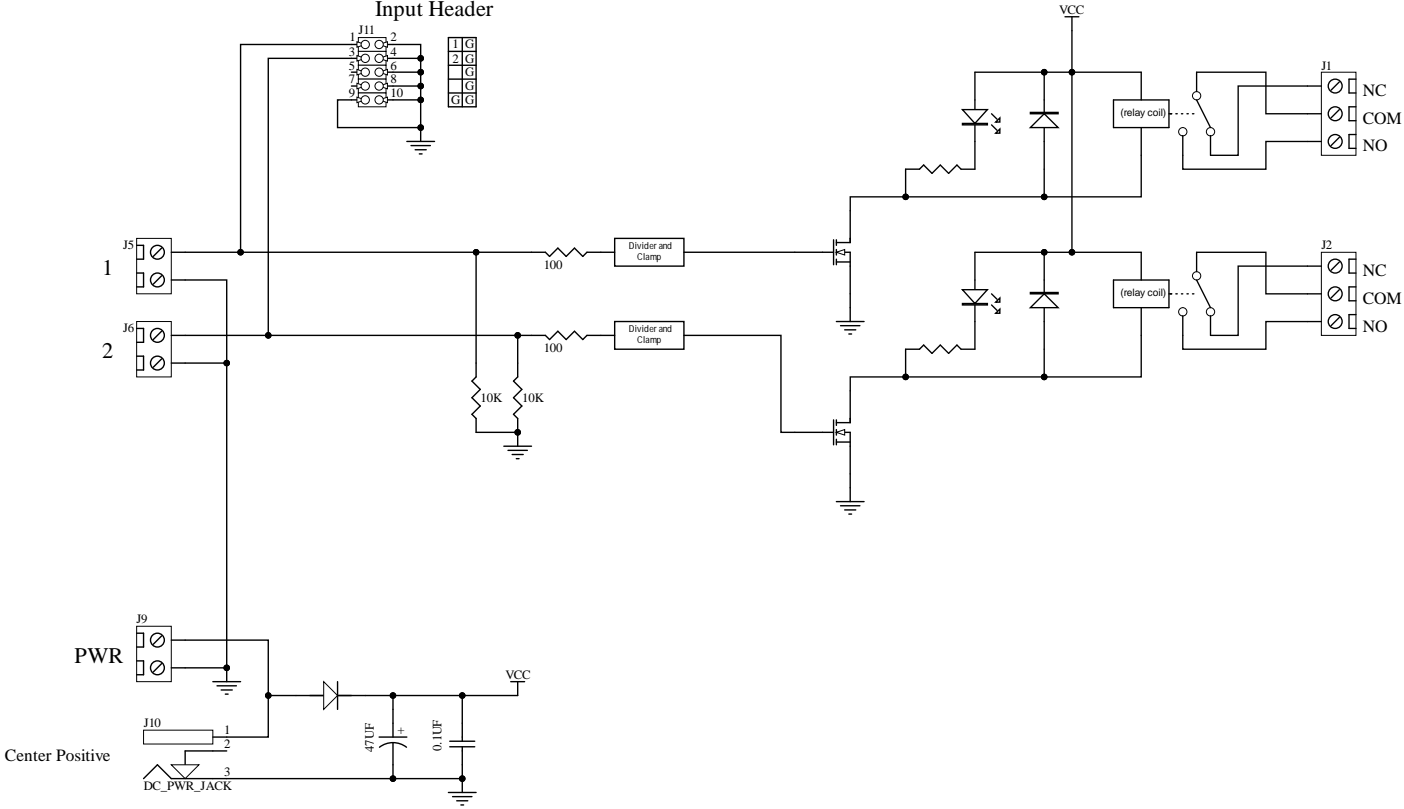 Input Header
VCC
J11
1 2
3 4
5 6
7 8
9 10
1 G
2 G
G
G
G G
J1
NC
COM
NO
(relay coil)
J5
1
100
Divider and
Clamp
J2
NC
COM
NO
(relay coil)
J6
2
100
Divider and
Clamp
10K 10K
J9
PWR
VCC
J10
1
2
3
47UF
+
0.1UF
Center Positive
DC_PWR_JACK